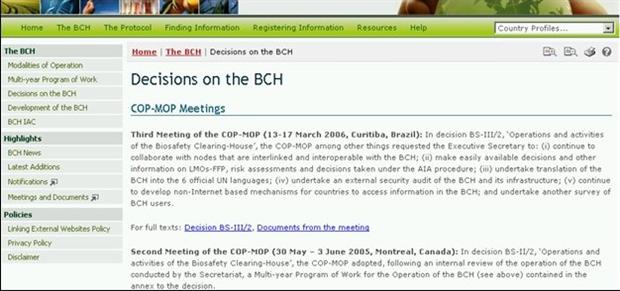 Home The BCH The Protocol Finding Information Registering Information Resources Help Country Profiles...
The BCH
Modalities of Operation
Multi-year Program of Work
Decisions on the BCH
Development of the BCH
BCH IAC
Highlights
BCH News
Latest Additions
Notifications
Meetings and Documents
Policies
Linking External Websites Policy
Privacy Policy
Disclaimer
Home | The BCH | Decisions on the BCH
Decisions on the BCH
COP-MOP Meetings
Third Meeting of the COP-MOP (13-17 March 2006, Curitiba, Brazil): In decision BS-III/2, 'Operations and activities
of the Biosafety Clearing-House', the COP-MOP among other things requested the Executive Secretary to: (i) continue to
collaborate with nodes that are interlinked and interoperable with the BCH; (ii) make easily available decisions and other
information on LMOs-FFP, risk assessments and decisions taken under the AIA procedure; (iii) undertake translation of the
BCH into the 6 official UN languages; (iv) undertake an external security audit of the BCH and its infrastructure; (v) continue
to develop non-Internet based mechanisms for countries to access information in the BCH; and undertake another survey of
BCH users.
For full texts: Decision BS-III/2, Documents from the meeting
Second Meeting of the COP-MOP (30 May – 3 June 2005, Montreal, Canada): In decision BS-II/2, 'Operations and
activities of the Biosafety Clearing-House', the COP-MOP adopted, following an internal review of the operation of the BCH
conducted by the Secretariat, a Multi-year Program of Work for the Operation of the BCH (see above) contained in the
annex to the decision.